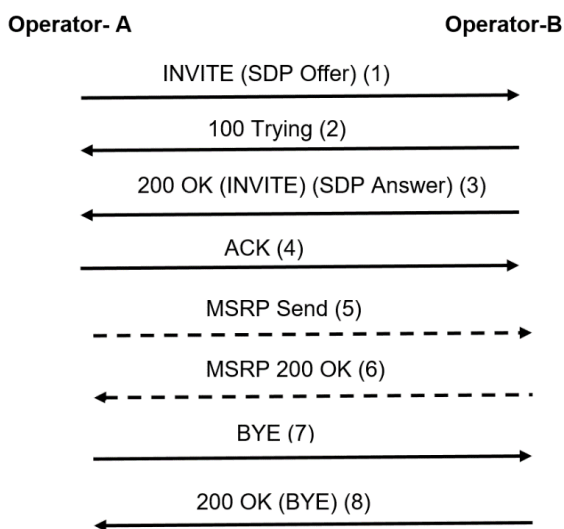 Operator- A
Operator-B
INVITE (SDP Offer) (1)
100 Trying (2)
200 OK (INVITE) (SDP Answer) (3)
ACK (4)
MSRP Send (5)
MSRP 200 OK (6)
BYE (7)
200 OK (BYE) (8)